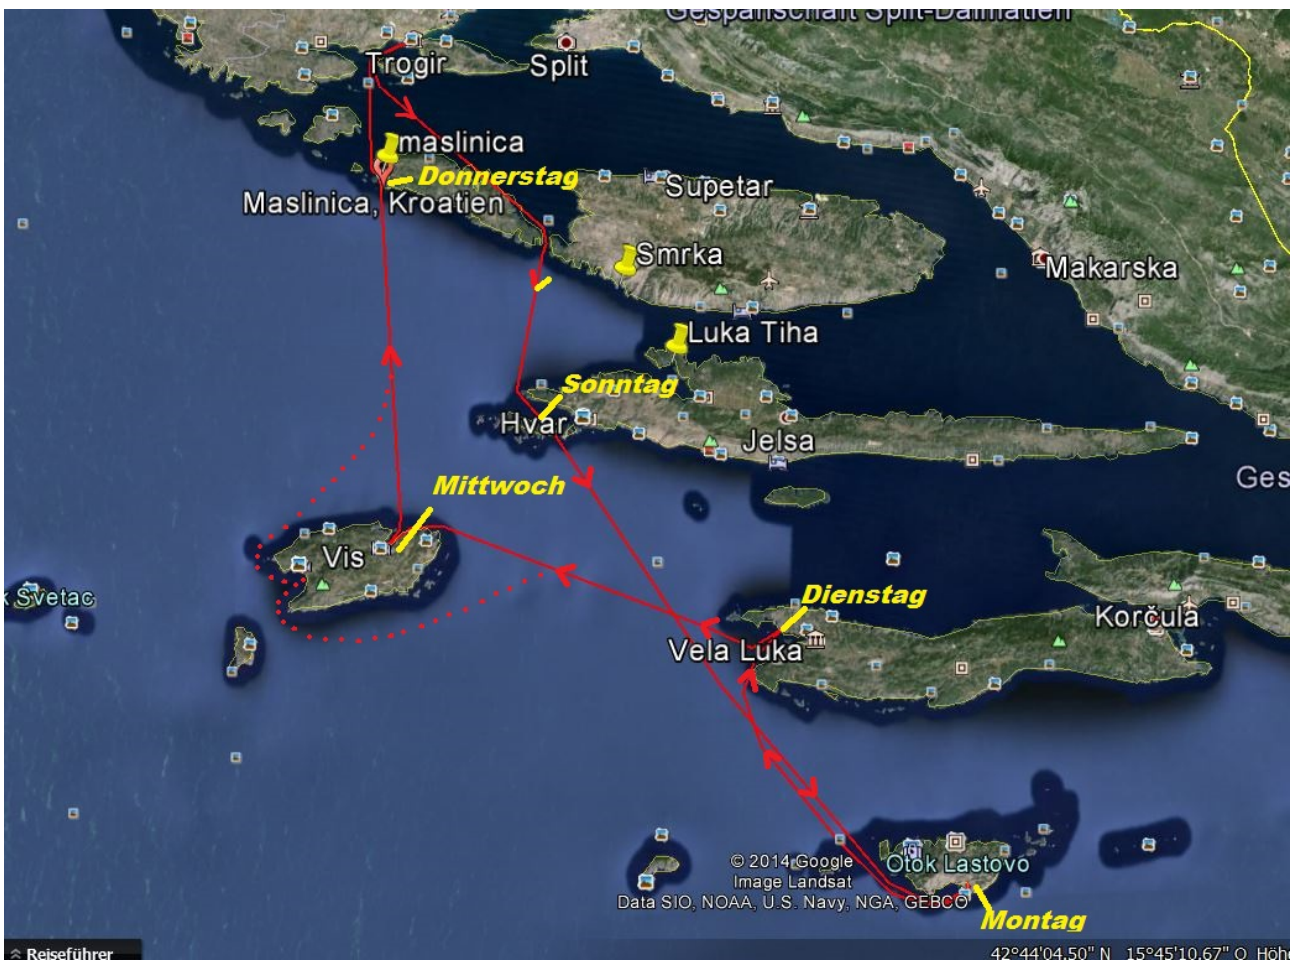 Gespanschaft Split-Dalmatien
Trogir
Split
maslinica
Donnerstag
Supetar
Maslinica, Kroatien
Smrka
Makarska
Luka Tiha
Sonntag
Hvar
Jelsa
Ges
Mittwoch
Vis
k Svetac
Dienstag
Korčula
Vela Luka
© 2014 Google
Image Landsat
Data SIO, NOAA, U.S. Navy, NGA, GEBCO
Otok Lastovo
Montag
Reiseführer
42°44'04.50" N 15°45'10.67" O Höhe